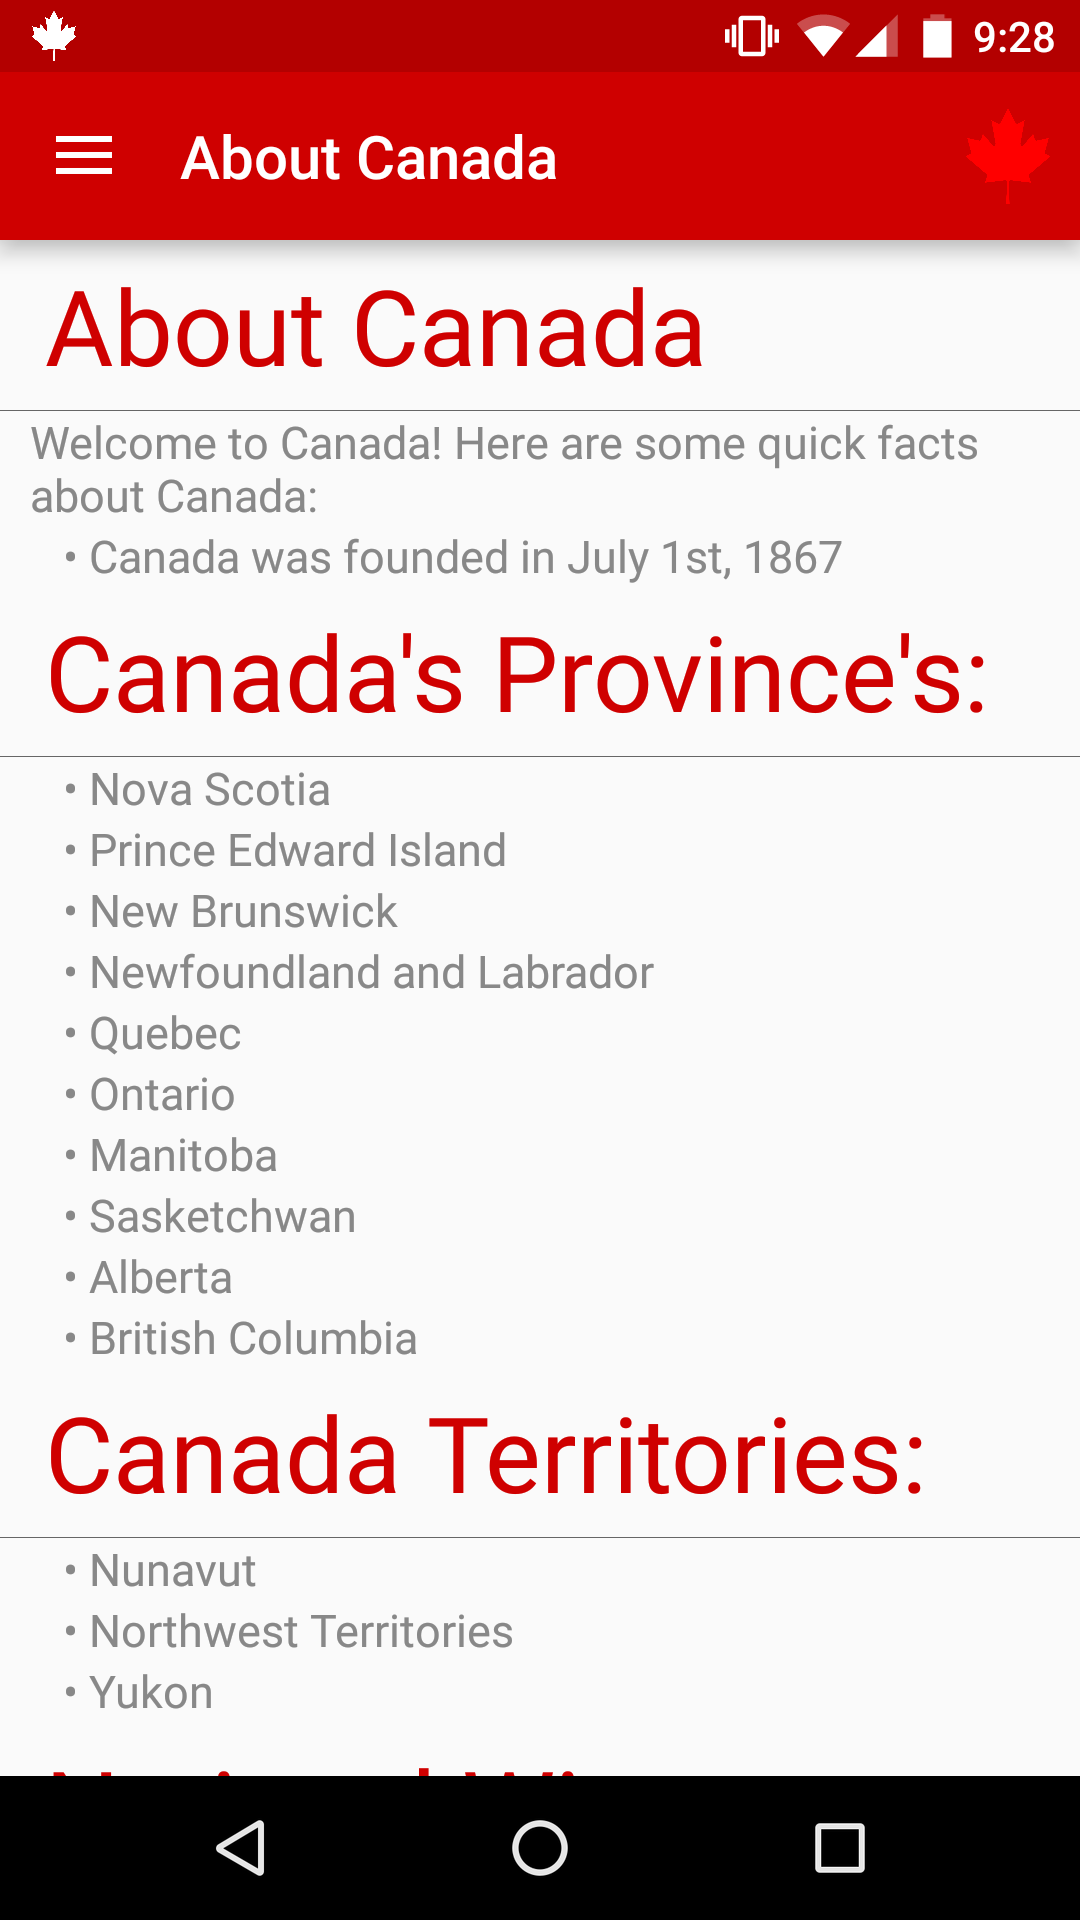 9:28
About Canada
About Canada
Welcome to Canada! Here are some quick facts
about Canada:
• Canada was founded in July 1st, 1867
Canada's Province's:
• Nova Scotia
• Prince Edward Island
• New Brunswick
• Newfoundland and Labrador
• Quebec
• Ontario
• Manitoba
• Sasketchwan
• Alberta
• British Columbia
Canada Territories:
• Nunavut
• Northwest Territories
• Yukon